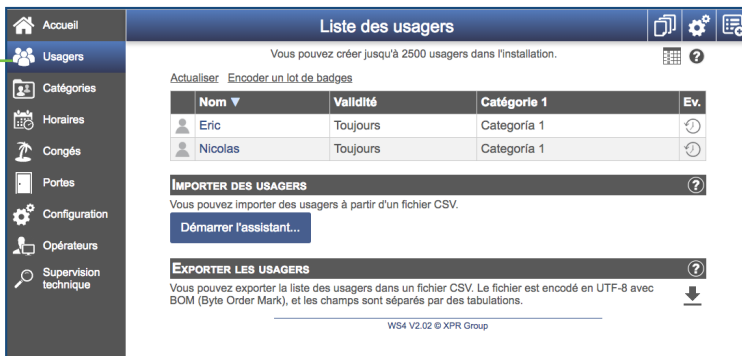 Accueil
Usagers
Catégories
Horaires
Congés
Portes
Configuration
Opérateurs
Supervision
technique
Liste des usagers
Vous pouvez créer jusqu'à 2500 usagers dans l'installation.
Actualiser Encoder un lot de badges
Nom ▼ Validité Catégorie 1 Ev.
Eric Toujours Categoría 1
Nicolas Toujours Categoría 1
IMPORTER DES USAGERS
Vous pouvez importer des usagers à partir d'un fichier CSV.
Démarrer l'assistant...
EXPORTER LES USAGERS
Vous pouvez exporter la liste des usagers dans un fichier CSV. Le fichier est encodé en UTF-8 avec
BOM (Byte Order Mark), et les champs sont séparés par des tabulations.
WS4 V2.02 © XPR Group